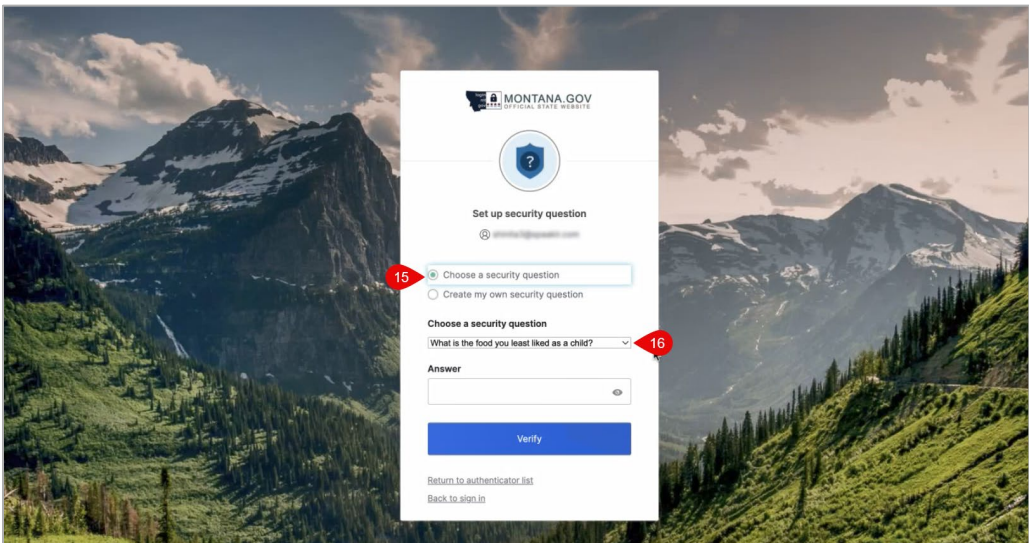 MONTANA.GOV
OFFICIAL STATE WEBSITE
?
Set up security question
15
Choose a security question
Create my own security question
Choose a security question
What is the food you least liked as a child?
16
Answer
Verify
Return to authenticator list
Back to sign in